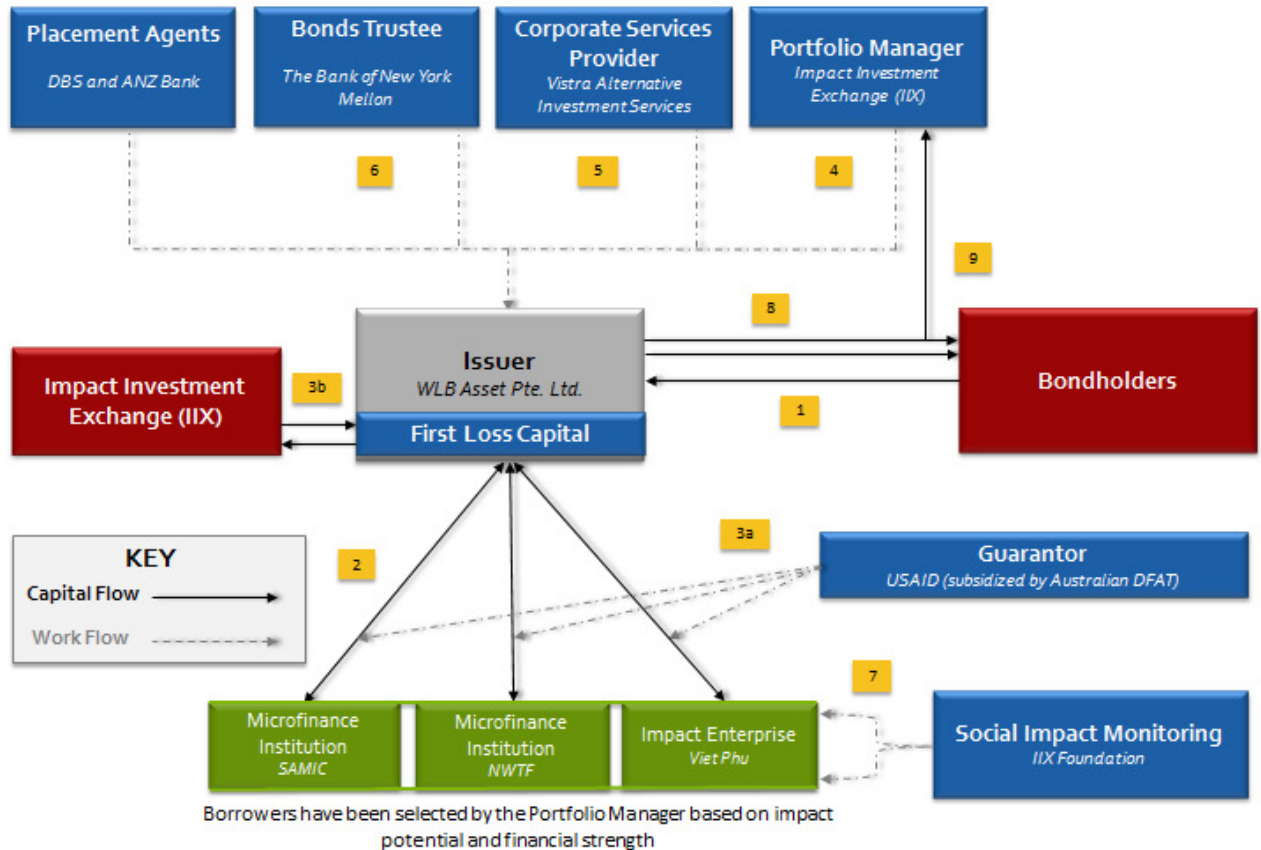 Placement Agents
DBS and ANZ Bank
Bonds Trustee
The Bank of New York
Mellon
Corporate Services
Provider
Vistra Alternative
Investment Services
Portfolio Manager
Impact Investment
Exchange (IIX)
6
5
4
9
8
Issuer
WLB Asset Pte. Ltd.
First Loss Capital
Impact Investment
Exchange (IIX)
3b
1
Bondholders
KEY
Capital Flow
Work Flow
2
3a
Guarantor
USAID (subsidized by Australian DFAT)
7
Microfinance
Institution
SAMIC
Microfinance
Institution
NWTF
Impact Enterprise
Viet Phu
Social Impact Monitoring
IIX Foundation
Borrowers have been selected by the Portfolio Manager based on impact
potential and financial strength